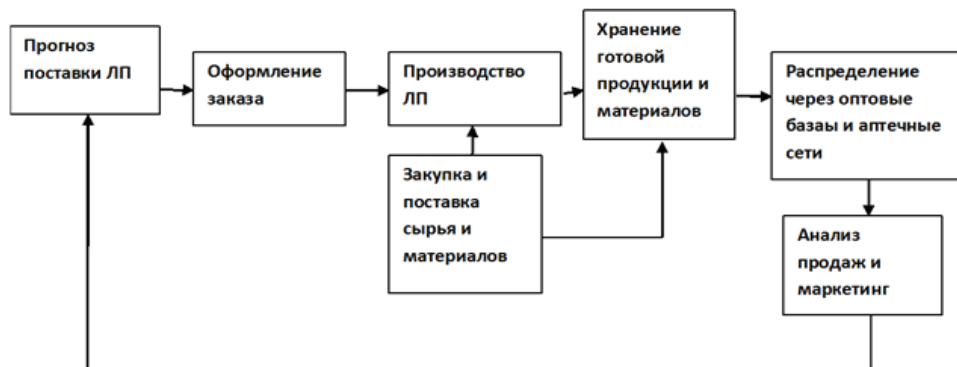 Прогноз
поставки ЛП
Оформление
заказа
Производство
ЛП
Хранение
готовой
продукции и
материалов
Распределение
через оптовые
базаы и аптечные
сети
Закупка и
поставка
сырья и
материалов
Анализ
продаж и
маркетинг